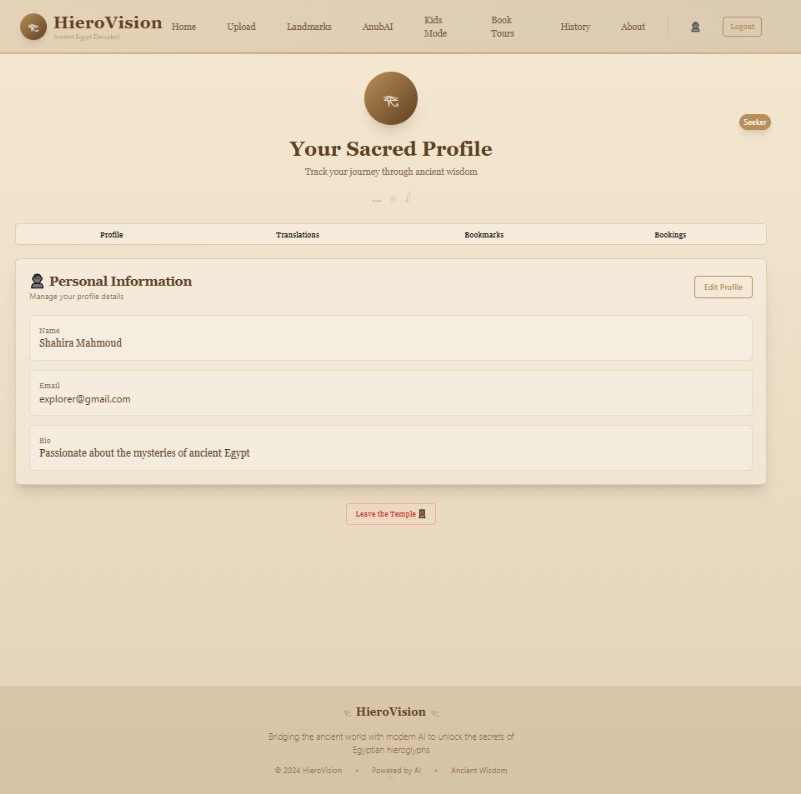 HieroVision
Ancient Egypt Decoded
Home
Upload
Landmarks
AnubAI
Kids
Mode
Book
Tours
History
About
Logout
Seeker
Your Sacred Profile
Track your journey through ancient wisdom
Profile
Translations
Bookmarks
Bookings
Personal Information
Manage your profile details
Edit Profile
Name
Shahira Mahmoud
Email
explorer@gmail.com
Bio
Passionate about the mysteries of ancient Egypt
Leave the Temple
HieroVision
Bridging the ancient world with modern AI to unlock the secrets of
Egyptian hieroglyphs
© 2024 HieroVision • Powered by AI • Ancient Wisdom